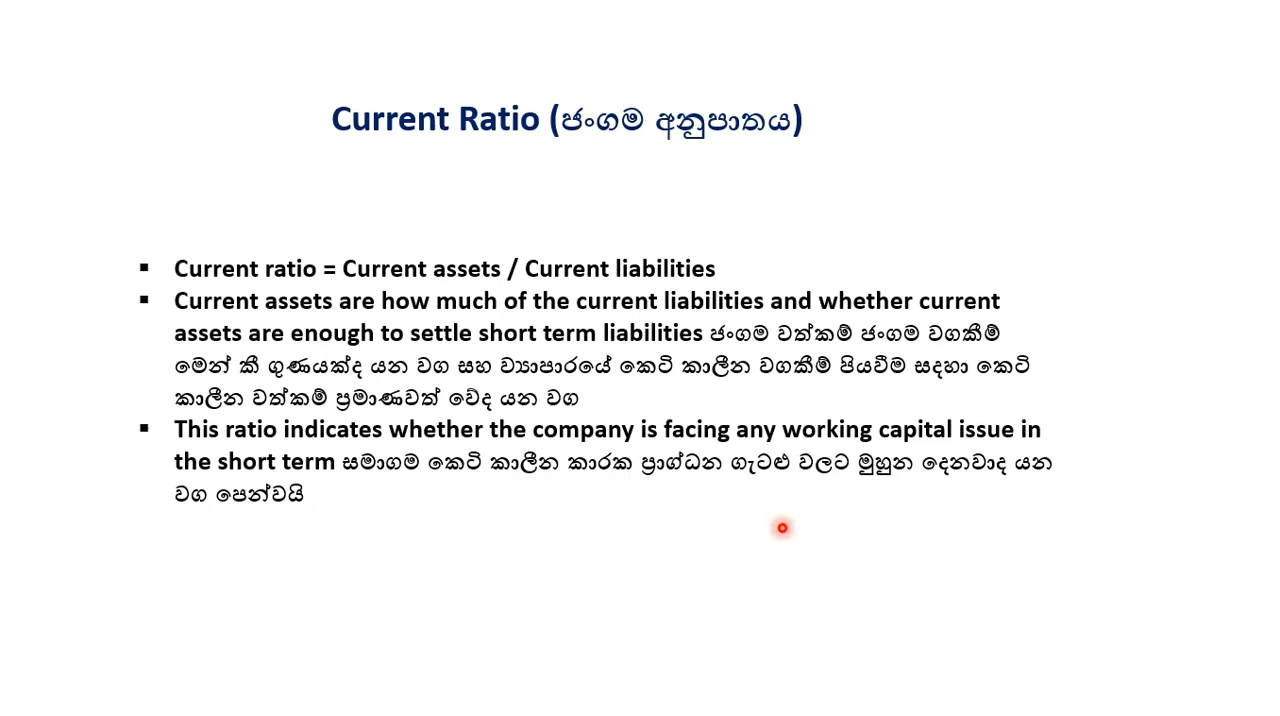 Current Ratio (ජංගම අනුපාතය)
▪ Current ratio = Current assets / Current liabilities
▪ Current assets are how much of the current liabilities and whether current
assets are enough to settle short term liabilities ජංගම වත්කම් ජංගම වගකීම්
මෙන් කී ගුණයක්ද යන වග සහ ව්‍යාපාරයේ කෙටි කාලීන වගකීම් පියවීම සදහා කෙටි
කාලීන වත්කම් ප්‍රමාණවත් වේද යන වග
▪ This ratio indicates whether the company is facing any working capital issue in
the short term සමාගම කෙටි කාලීන කාරක ප්‍රාග්ධන ගැටළු වලට මුහුන දෙනවාද යන
වග පෙන්වයි